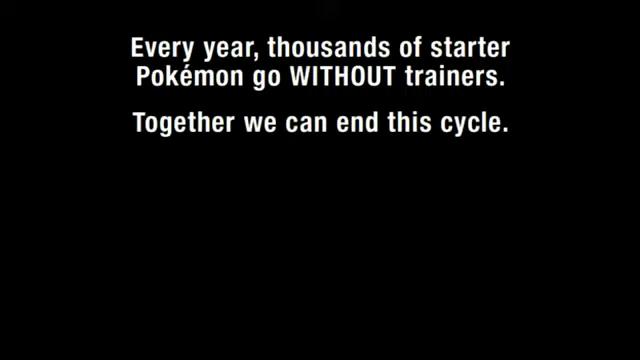 Every year, thousands of starter
Pokémon go WITHOUT trainers.
Together we can end this cycle.